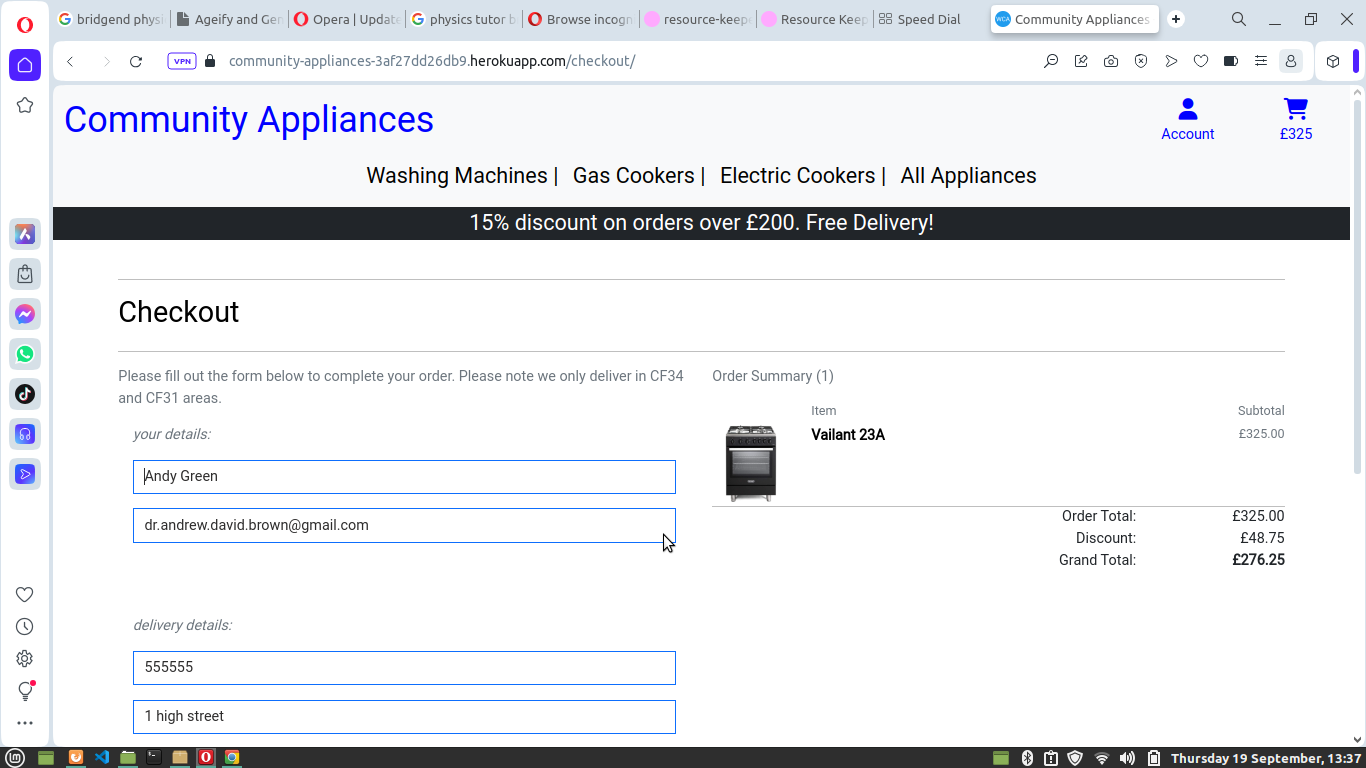 bridgend physi
Ageify and Gen
Opera | Update
physics tutor b
Browse incogn
resource-keepe
Resource Keep
Speed Dial
WCA
Community Appliances
VPN
community-appliances-3af27dd26db9.herokuapp.com/checkout/
Community Appliances
Account
£325
Washing Machines |
Gas Cookers |
Electric Cookers |
All Appliances
15% discount on orders over £200. Free Delivery!
Checkout
Please fill out the form below to complete your order. Please note we only deliver in CF34
and CF31 areas.
your details:
Andy Green
dr.andrew.david.brown@gmail.com
delivery details:
555555
1 high street
Order Summary (1)
Item
Subtotal
Vailant 23A
£325.00
Order Total:
£325.00
Discount:
£48.75
Grand Total:
£276.25
Thursday 19 September, 13:37